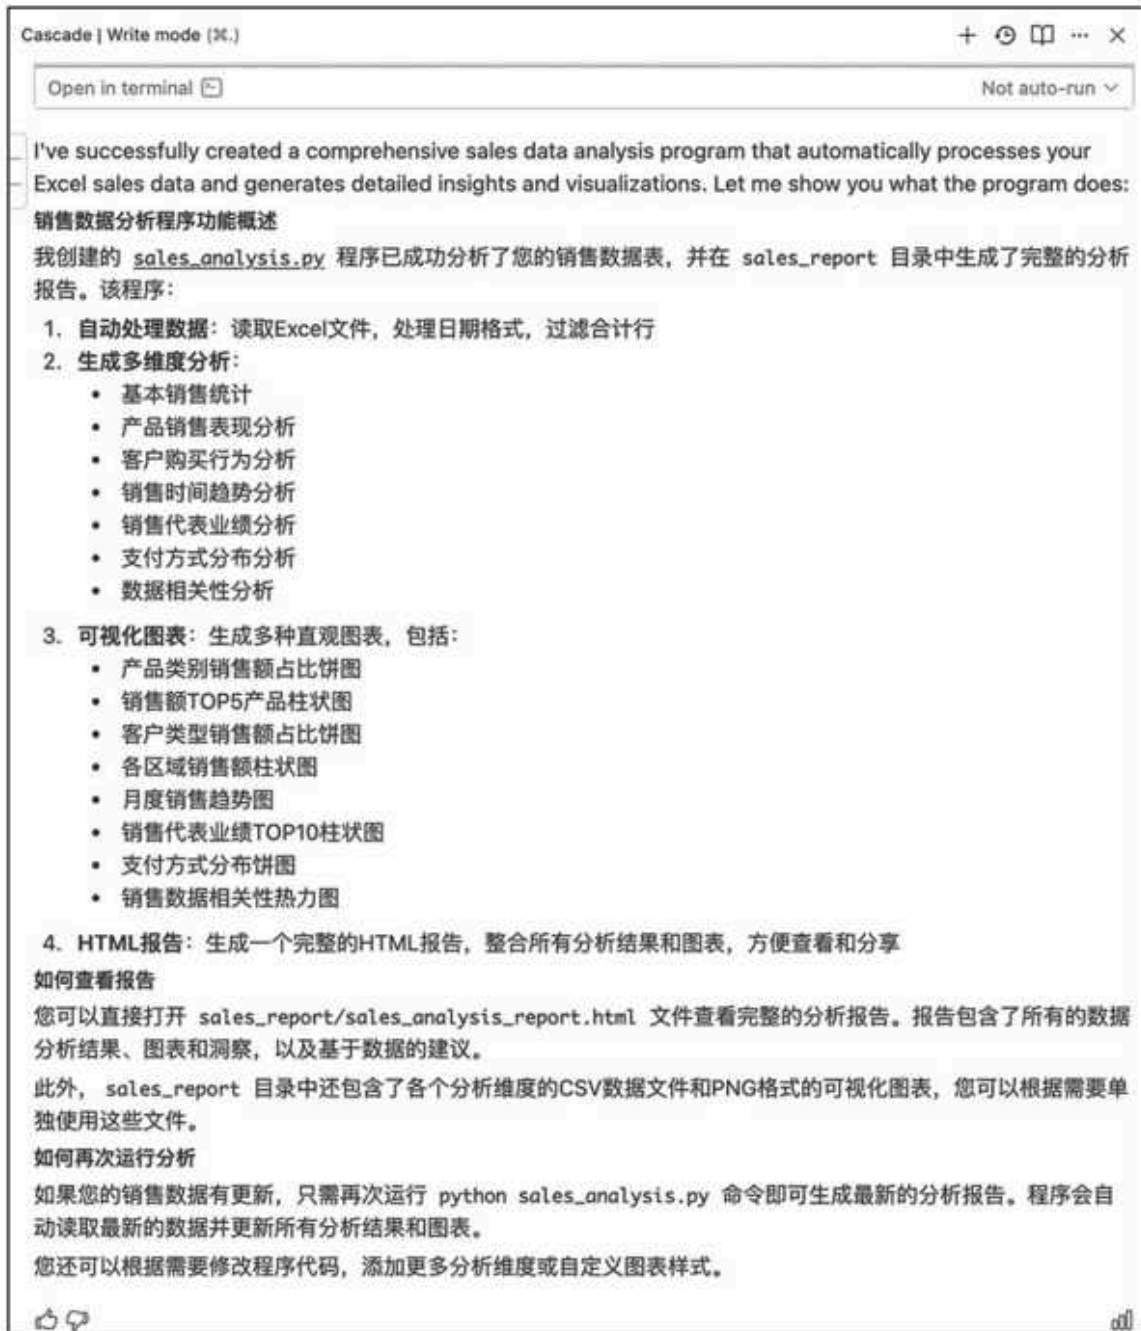 Cascade | Write mode (⌘.)
Open in terminal
Not auto-run
I've successfully created a comprehensive sales data analysis program that automatically processes your
Excel sales data and generates detailed insights and visualizations. Let me show you what the program does:
销售数据分析程序功能概述
我创建的 sales_analysis.py 程序已成功分析了您的销售数据表，并在 sales_report 目录中生成了完整的分析
报告。该程序：
1. 自动处理数据：读取Excel文件，处理日期格式，过滤合计行
2. 生成多维度分析：
• 基本销售统计
• 产品销售表现分析
• 客户购买行为分析
• 销售时间趋势分析
• 销售代表业绩分析
• 支付方式分布分析
• 数据相关性分析
3. 可视化图表：生成多种直观图表，包括：
• 产品类别销售额占比饼图
• 销售额TOP5产品柱状图
• 客户类型销售额占比饼图
• 各区域销售额柱状图
• 月度销售趋势图
• 销售代表业绩TOP10柱状图
• 支付方式分布饼图
• 销售数据相关性热力图
4. HTML报告：生成一个完整的HTML报告，整合所有分析结果和图表，方便查看和分享
如何查看报告
您可以直接打开 sales_report/sales_analysis_report.html 文件查看完整的分析报告。报告包含了所有的数据
分析结果、图表和洞察，以及基于数据的建议。
此外， sales_report 目录中还包含了各个分析维度的CSV数据文件和PNG格式的可视化图表，您可以根据需要单
独使用这些文件。
如何再次运行分析
如果您的销售数据有更新，只需再次运行 python sales_analysis.py 命令即可生成最新的分析报告。程序会自
动读取最新的数据并更新所有分析结果和图表。
您还可以根据需要修改程序代码，添加更多分析维度或自定义图表样式。